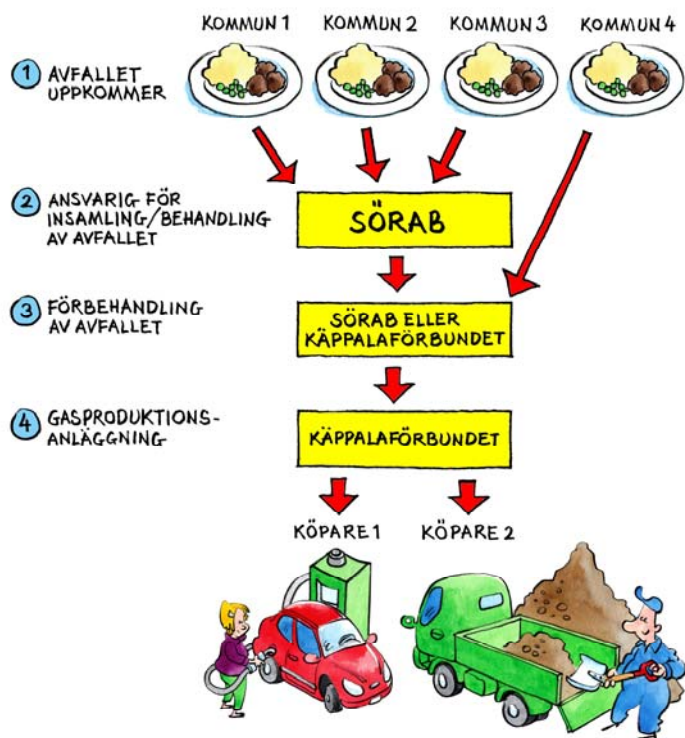 KOMMUN 1 KOMMUN 2 KOMMUN 3 KOMMUN 4
1 AVFALLET
UPPKOMMER
2 ANSVARIG FÖR
INSAMLING/BEHANDLING
AV AVFALLET
SÖRAB
3 FÖRBEHANDLING
AV AVFALLET
SÖRAB ELLER
KÄPPALAFÖRBUNDET
4 GASPRODUKTIONS-
ANLÄGGNING
KÄPPALAFÖRBUNDET
KÖPARE 1 KÖPARE 2